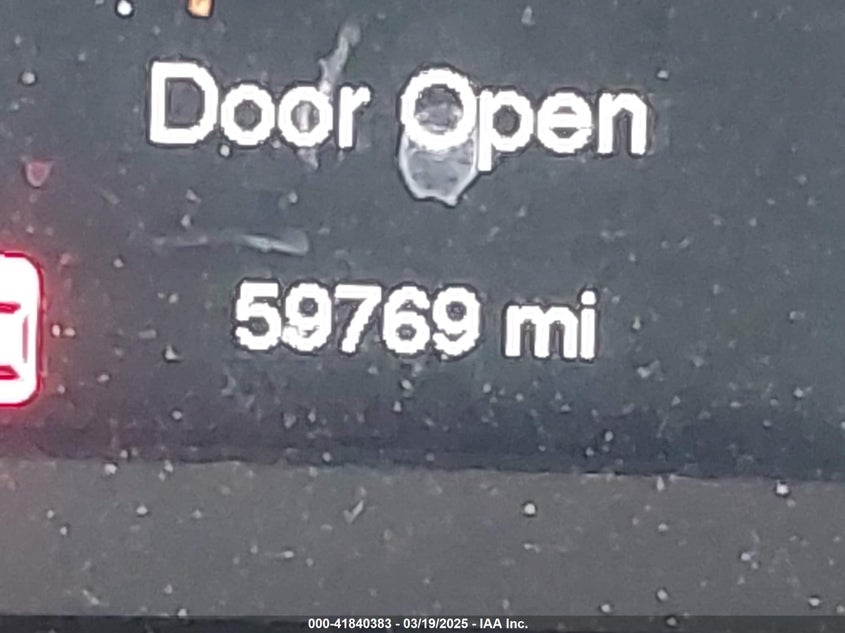 Door Open
59769 mi
000-41840383 - 03/19/2025 - IAA Inc.